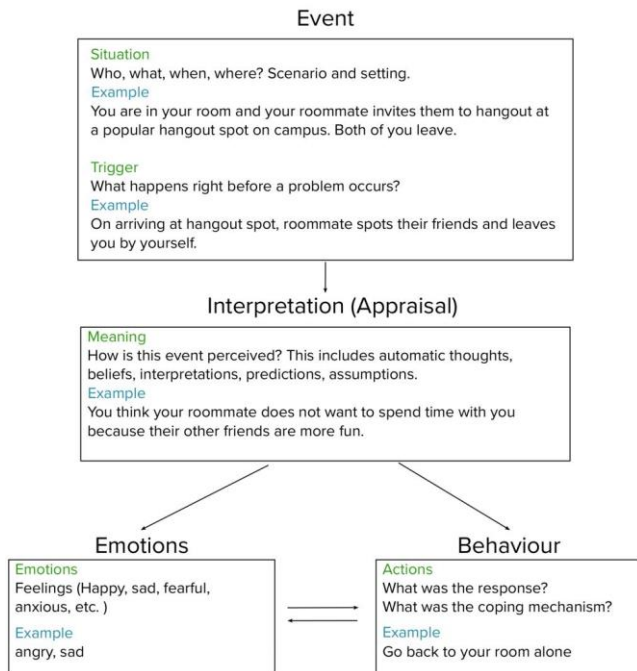 Event
Situation
Who, what, when, where? Scenario and setting.
Example
You are in your room and your roommate invites them to hangout at
a popular hangout spot on campus. Both of you leave.
Trigger
What happens right before a problem occurs?
Example
On arriving at hangout spot, roommate spots their friends and leaves
you by yourself.
Interpretation (Appraisal)
Meaning
How is this event perceived? This includes automatic thoughts,
beliefs, interpretations, predictions, assumptions.
Example
You think your roommate does not want to spend time with you
because their other friends are more fun.
Emotions
Emotions
Feelings (Happy, sad, fearful,
anxious, etc. )
Example
angry, sad
Behaviour
Actions
What was the response?
What was the coping mechanism?
Example
Go back to your room alone